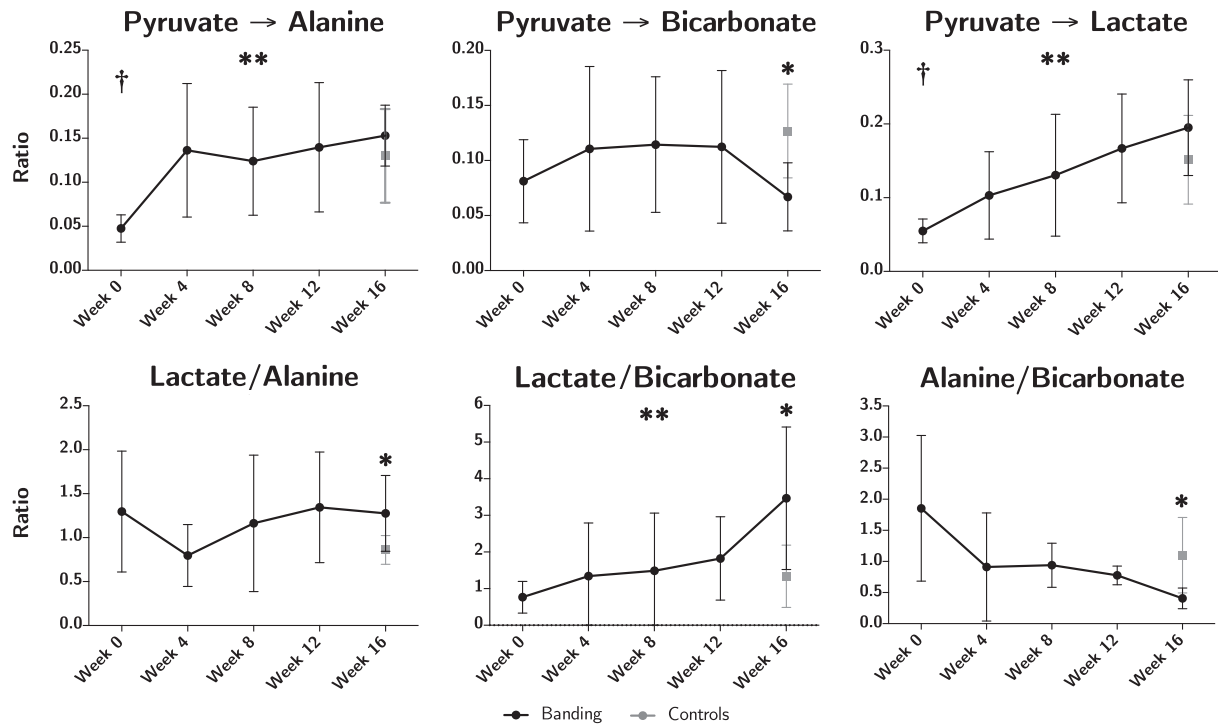 Pyruvate → Alanine
Ratio
0.25
0.20
0.15
0.10
0.05
0.00
†
**
Week 0
Week 4
Week 8
Week 12
Week 16
Pyruvate → Bicarbonate
0.20
0.15
0.10
0.05
0.00
*
Week 0
Week 4
Week 8
Week 12
Week 16
Pyruvate → Lactate
0.3
0.2
0.1
0.0
†
**
Week 0
Week 4
Week 8
Week 12
Week 16
Lactate/Alanine
Ratio
2.5
2.0
1.5
1.0
0.5
0.0
*
Week 0
Week 4
Week 8
Week 12
Week 16
Lactate/Bicarbonate
6
5
4
3
2
1
0
**
*
Week 0
Week 4
Week 8
Week 12
Week 16
Alanine/Bicarbonate
3.5
3.0
2.5
2.0
1.5
1.0
0.5
0.0
*
Week 0
Week 4
Week 8
Week 12
Week 16
Banding Controls